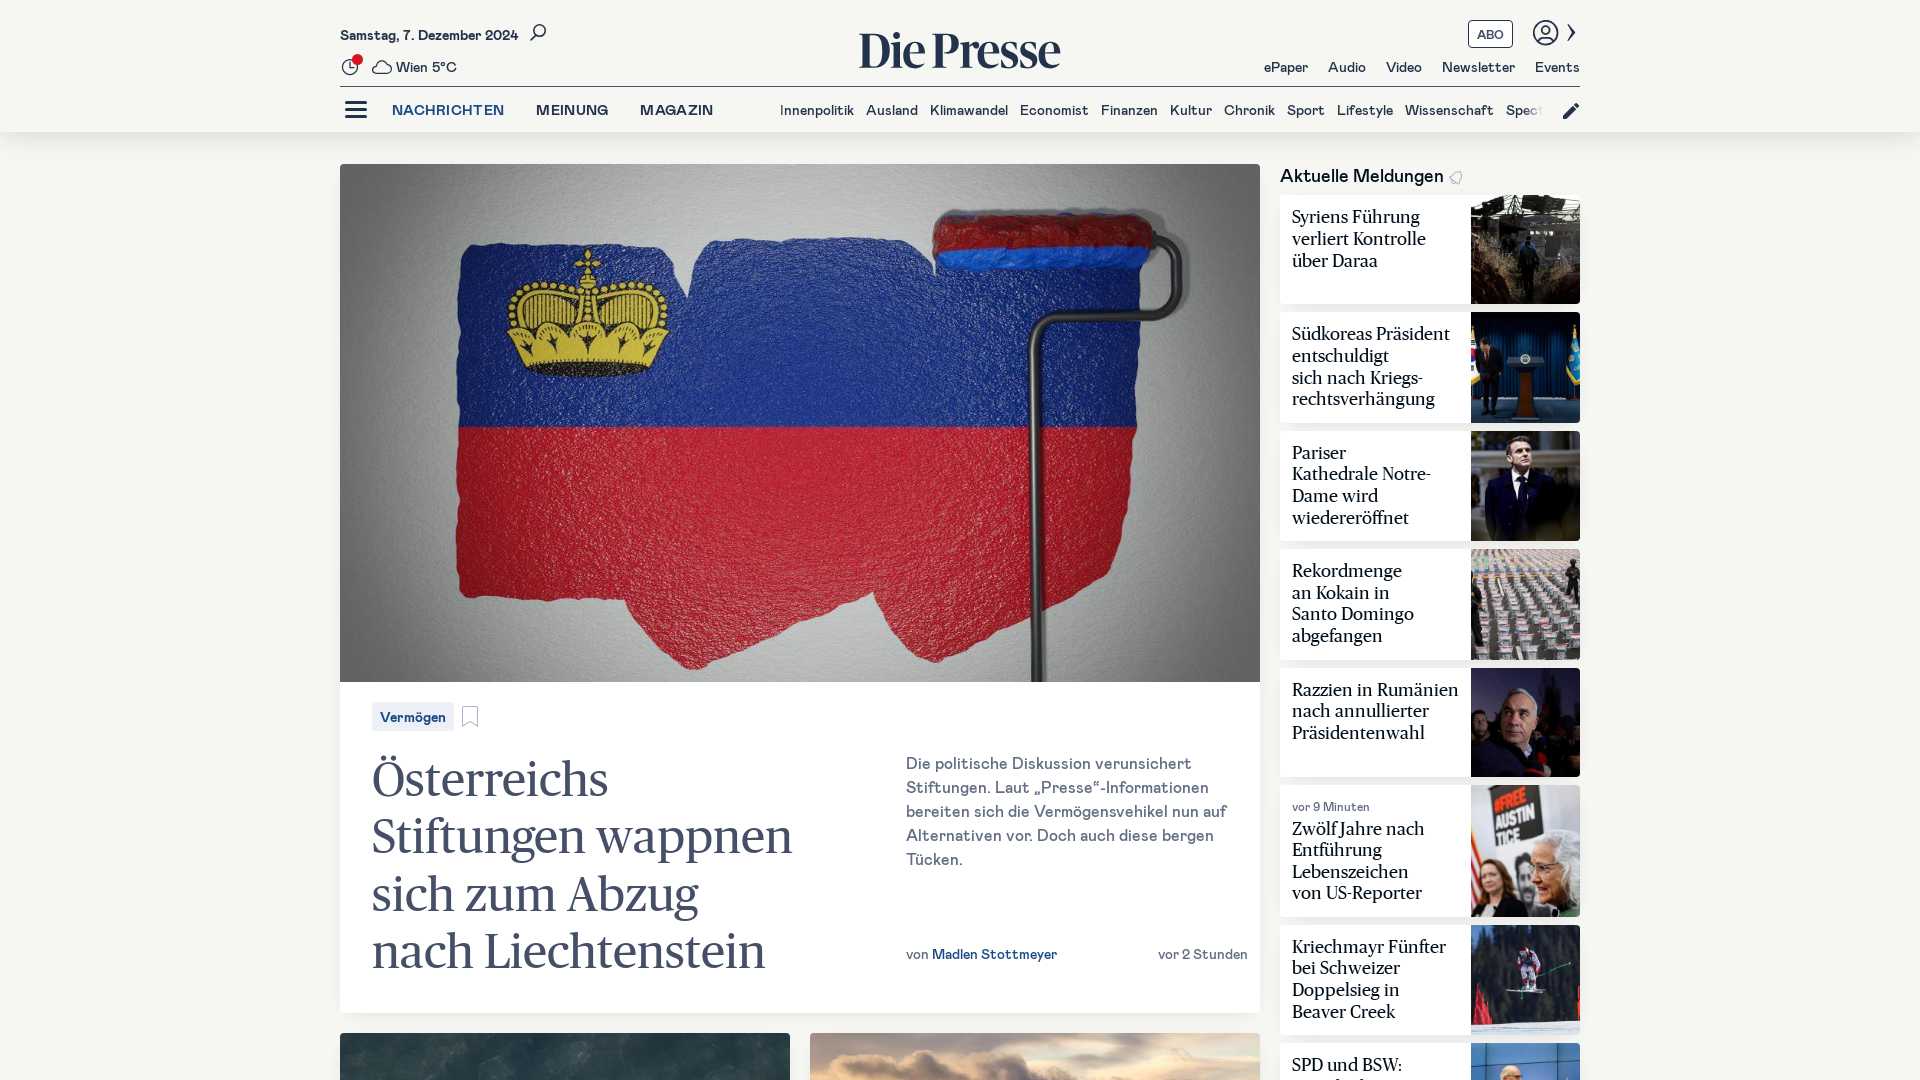 Samstag, 7. Dezember 2024
Wien 5°C
Die Presse
ABO
ePaper Audio Video Newsletter Events
NACHRICHTEN MEINUNG MAGAZIN
Innenpolitik Ausland Klimawandel Economist Finanzen Kultur Chronik Sport Lifestyle Wissenschaft Spect
Vermögen
Österreichs
Stiftungen wappnen
sich zum Abzug
nach Liechtenstein
Die politische Diskussion verunsichert
Stiftungen. Laut „Presse“-Informationen
bereiten sich die Vermögensvehikel nun auf
Alternativen vor. Doch auch diese bergen
Tücken.
von Madlen Stottmeyer
vor 2 Stunden
Aktuelle Meldungen
Syriens Führung
verliert Kontrolle
über Daraa
Südkoreas Präsident
entschuldigt
sich nach Kriegs-
rechtsverhängung
Pariser
Kathedrale Notre-
Dame wird
wiedereröffnet
Rekordmenge
an Kokain in
Santo Domingo
abgefangen
Razzien in Rumänien
nach annullierter
Präsidentenwahl
vor 9 Minuten
Zwölf Jahre nach
Entführung
Lebenszeichen
von US-Reporter
#FREE
AUSTIN
TICE
Kriechmayr Fünfter
bei Schweizer
Doppelsieg in
Beaver Creek
SPD und BSW: